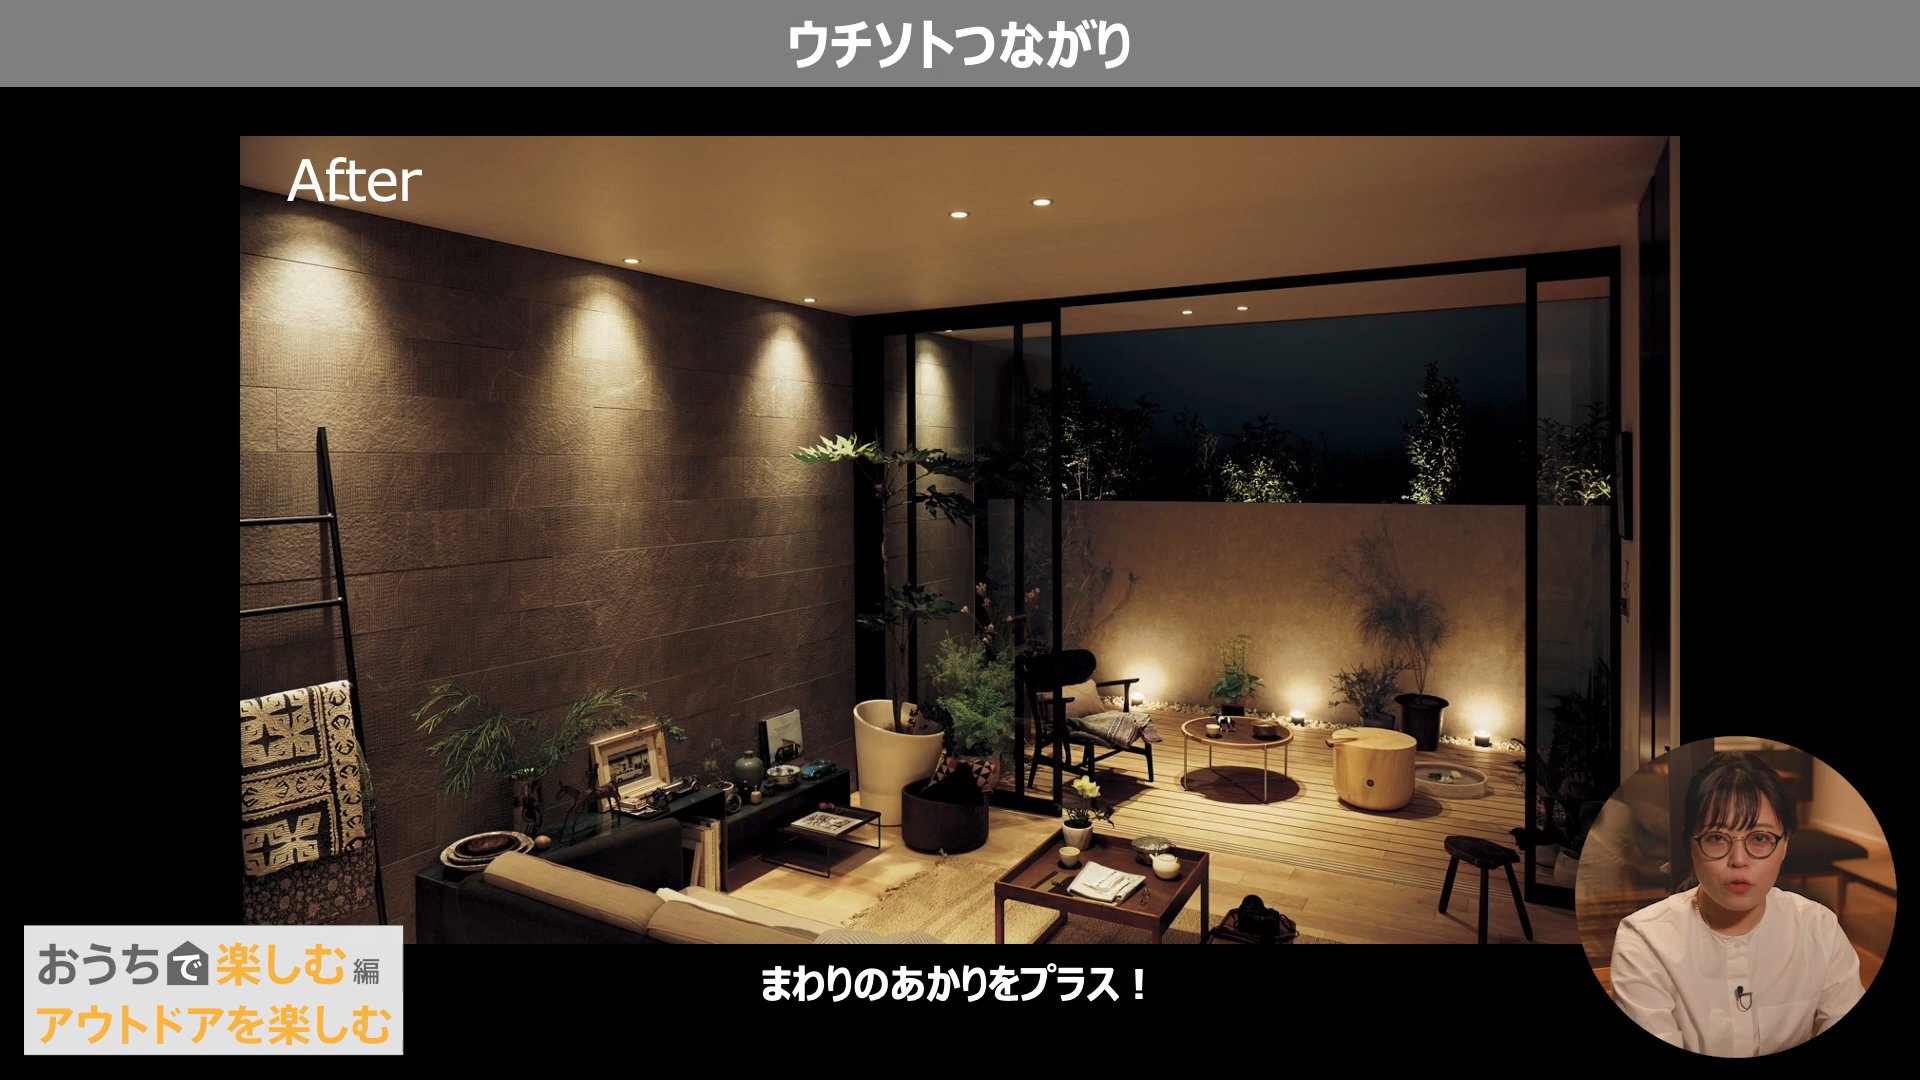 ウチソトつながり
After
まわりのあかりをプラス！
おうちで楽しむ編
アウトドアを楽しむ